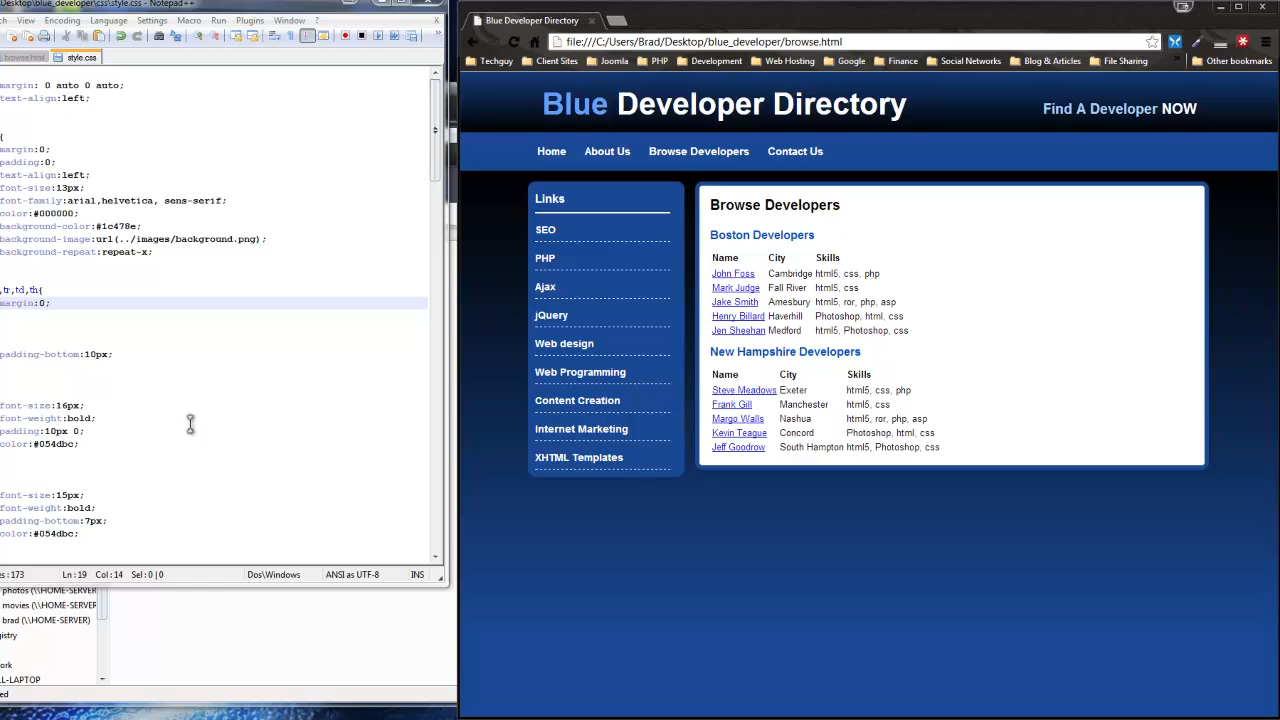 Desktop\blue_developer\css\style.css - Notepad++
ch View Encoding Language Settings Macro Run Plugins Window ? X
browse.html style.css
margin: 0 auto 0 auto;
text-align:left;
{
margin:0;
padding:0;
text-align:left;
font-size:13px;
font-family:arial,helvetica, sens-serif;
color:#000000;
background-color:#1c478e;
background-image:url(../images/background.png);
background-repeat:repeat-x;
,tr,td,th{
margin:0;
padding-bottom:10px;
font-size:16px;
font-weight:bold;
padding:10px 0;
color:#054dbc;
font-size:15px;
font-weight:bold;
padding-bottom:7px;
color:#054dbc;
es : 173 Ln : 19 Col : 14 Sel : 0 | 0 Dos\Windows ANSI as UTF-8 INS
photos (\\HOME-SERVER)
movies (\\HOME-SERVER)
brad (\\HOME-SERVER)
gistry
ork
LL-LAPTOP
ed
Blue Developer Directory
file:///C:/Users/Brad/Desktop/blue_developer/browse.html
Techguy Client Sites Joomla PHP Development Web Hosting Google Finance Social Networks Blog & Articles File Sharing » Other bookmarks
Blue Developer Directory
Find A Developer NOW
Home About Us Browse Developers Contact Us
Links
SEO
PHP
Ajax
jQuery
Web design
Web Programming
Content Creation
Internet Marketing
XHTML Templates
Browse Developers
Boston Developers
Name City Skills
John Foss Cambridge html5, css, php
Mark Judge Fall River html5, css
Jake Smith Amesbury html5, ror, php, asp
Henry Billard Haverhill Photoshop, html, css
Jen Sheehan Medford html5, Photoshop, css
New Hampshire Developers
Name City Skills
Steve Meadows Exeter html5, css, php
Frank Gill Manchester html5, css
Margo Walls Nashua html5, ror, php, asp
Kevin Teague Concord Photoshop, html, css
Jeff Goodrow South Hampton html5, Photoshop, css